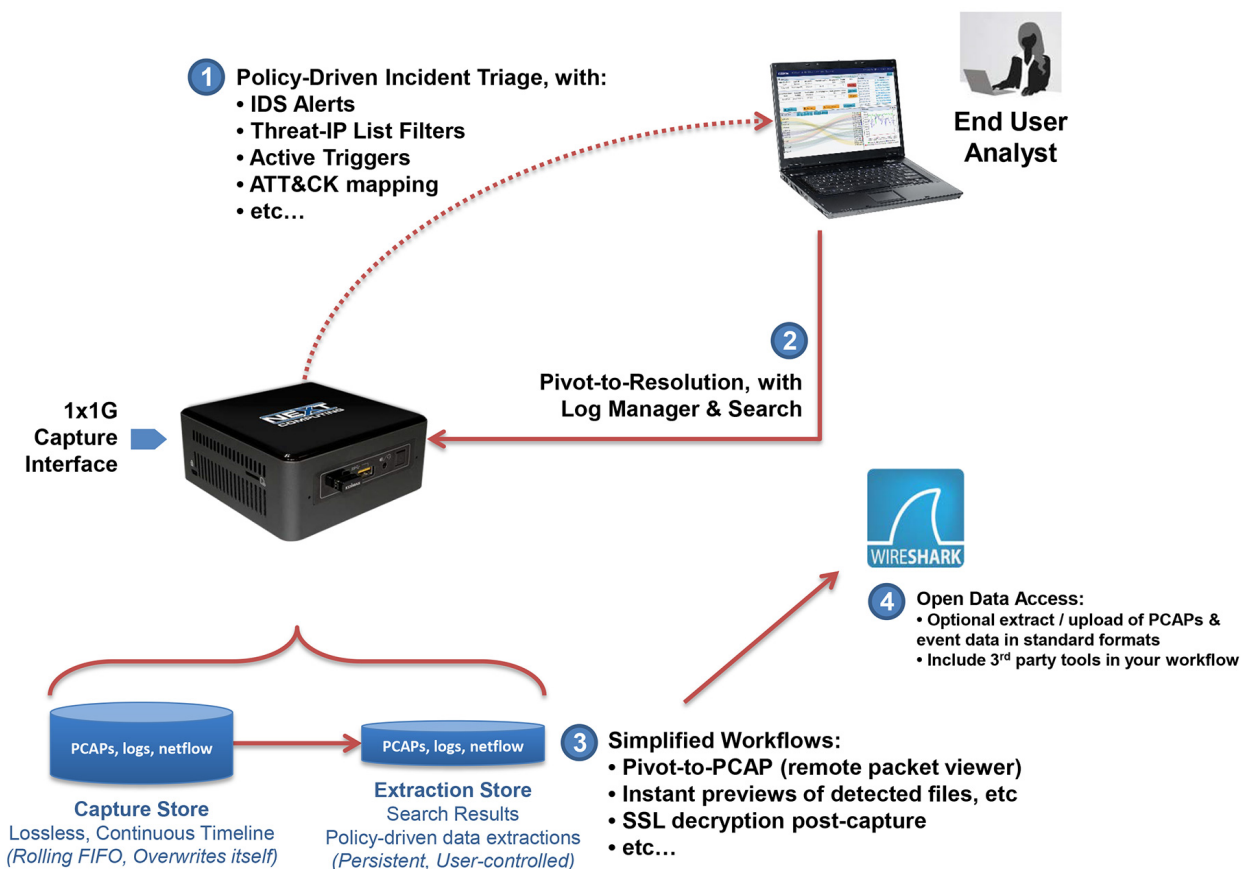 1
Policy-Driven Incident Triage, with:
• IDS Alerts
• Threat-IP List Filters
• Active Triggers
• ATT&CK mapping
• etc…
End User
Analyst
2
Pivot-to-Resolution, with
Log Manager & Search
1x1G
Capture
Interface
NEXT
COMPUTING
WIRESHARK
4
Open Data Access:
• Optional extract / upload of PCAPs &
event data in standard formats
• Include 3rd party tools in your workflow
PCAPs, logs, netflow
PCAPs, logs, netflow
Capture Store
Lossless, Continuous Timeline
(Rolling FIFO, Overwrites itself)
Extraction Store
Search Results
Policy-driven data extractions
(Persistent, User-controlled)
3
Simplified Workflows:
• Pivot-to-PCAP (remote packet viewer)
• Instant previews of detected files, etc
• SSL decryption post-capture
• etc…